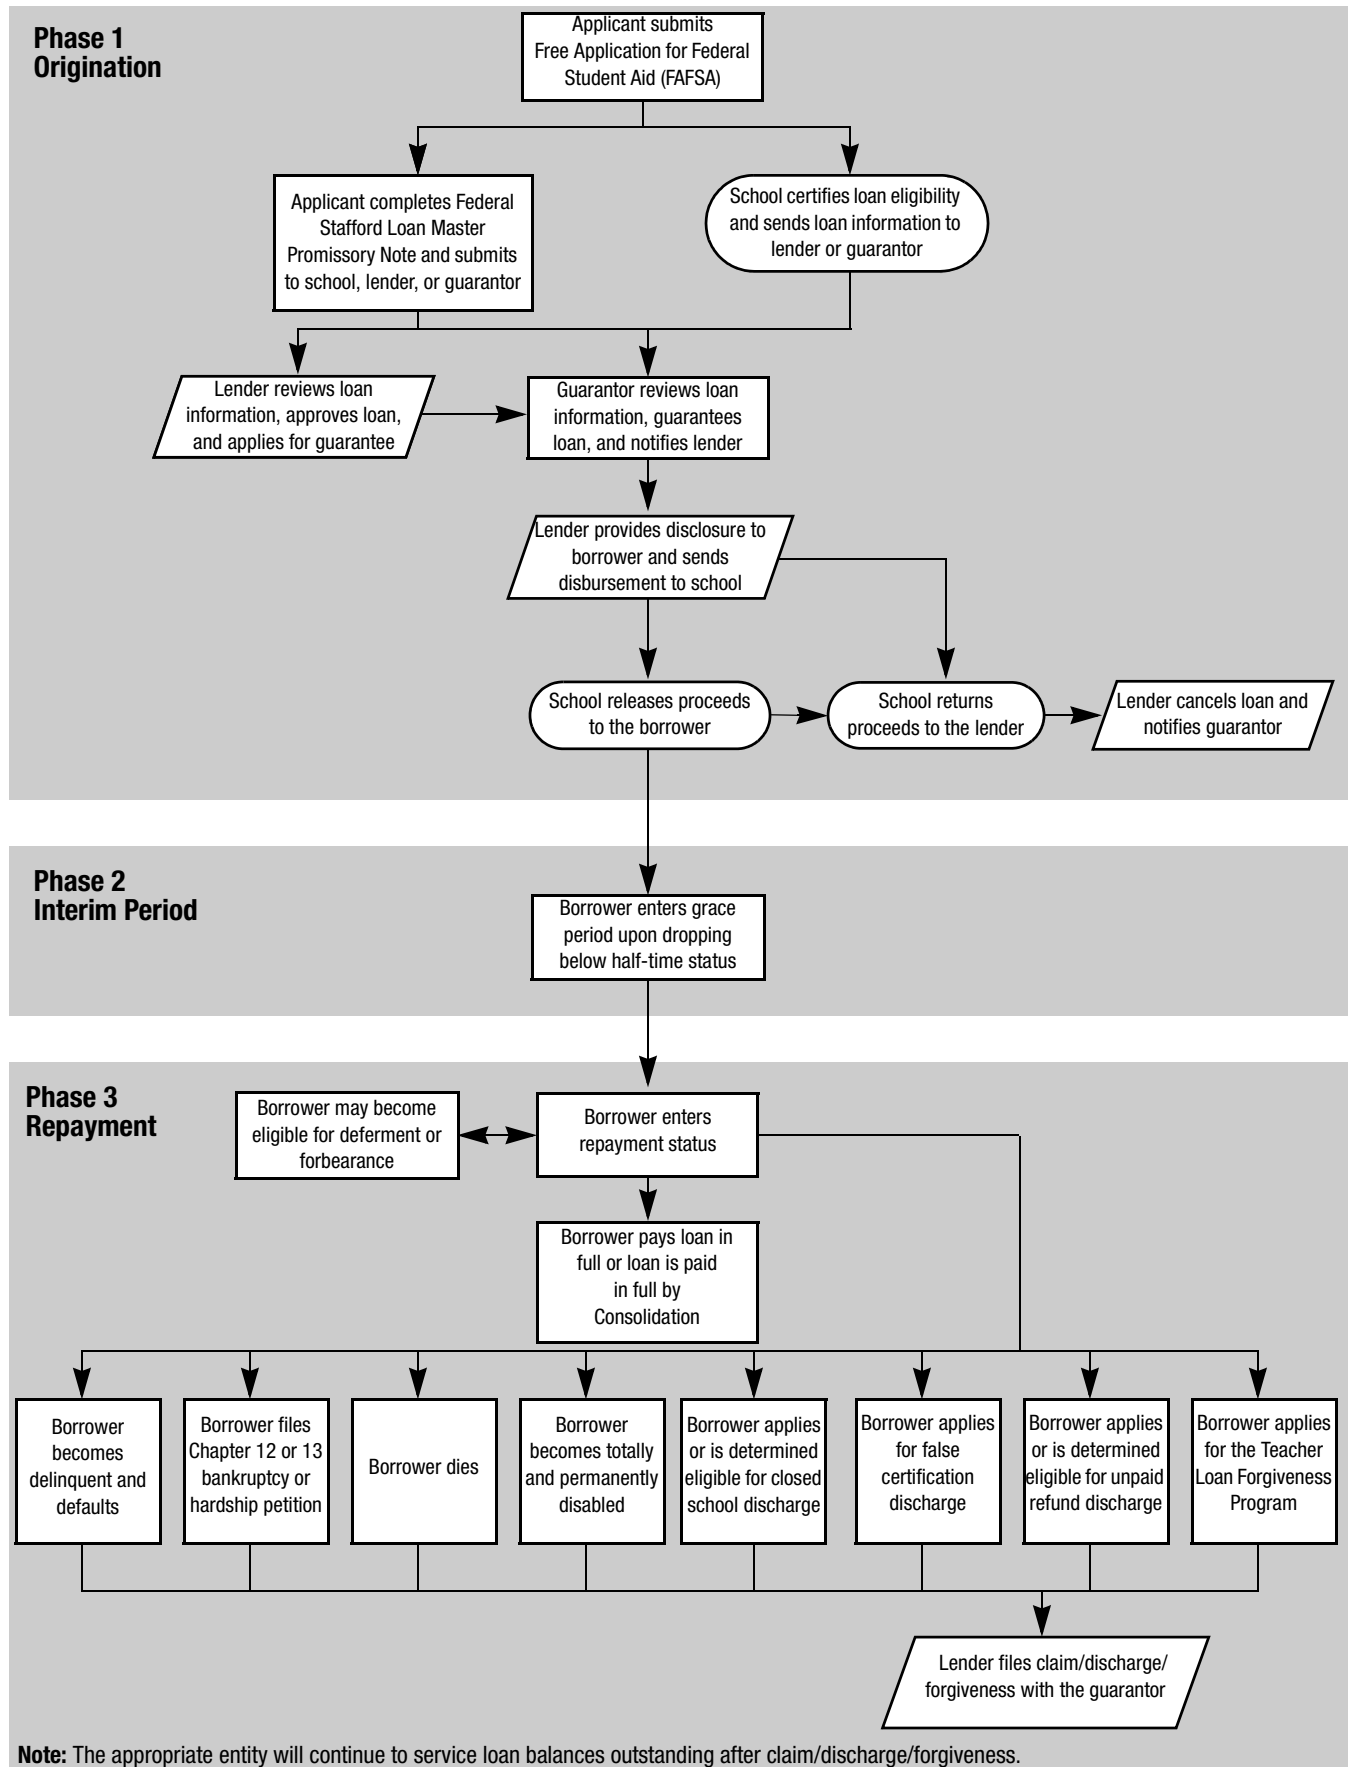 Phase 1
Origination
Applicant submits
Free Application for Federal
Student Aid (FAFSA)
Applicant completes Federal
Stafford Loan Master
Promissory Note and submits
to school, lender, or guarantor
School certifies loan eligibility
and sends loan information to
lender or guarantor
Lender reviews loan
information, approves loan,
and applies for guarantee
Guarantor reviews loan
information, guarantees
loan, and notifies lender
Lender provides disclosure to
borrower and sends
disbursement to school
School releases proceeds
to the borrower
School returns
proceeds to the lender
Lender cancels loan and
notifies guarantor
Phase 2
Interim Period
Borrower enters grace
period upon dropping
below half-time status
Phase 3
Repayment
Borrower may become
eligible for deferment or
forbearance
Borrower enters
repayment status
Borrower pays loan in
full or loan is paid
in full by
Consolidation
Borrower
becomes
delinquent and
defaults
Borrower files
Chapter 12 or 13
bankruptcy or
hardship petition
Borrower dies
Borrower
becomes totally
and permanently
disabled
Borrower applies
or is determined
eligible for closed
school discharge
Borrower applies
for false
certification
discharge
Borrower applies
or is determined
eligible for unpaid
refund discharge
Borrower applies
for the Teacher
Loan Forgiveness
Program
Lender files claim/discharge/
forgiveness with the guarantor
Note: The appropriate entity will continue to service loan balances outstanding after claim/discharge/forgiveness.